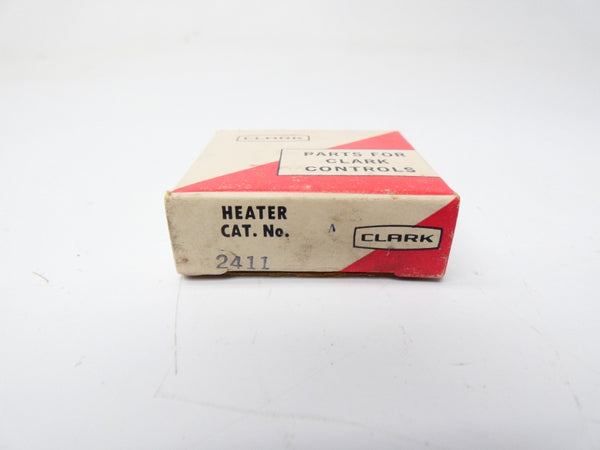 CLARK
PARTS FOR
CLARK
CONTROLS
HEATER
CAT. No.
CLARK
2411